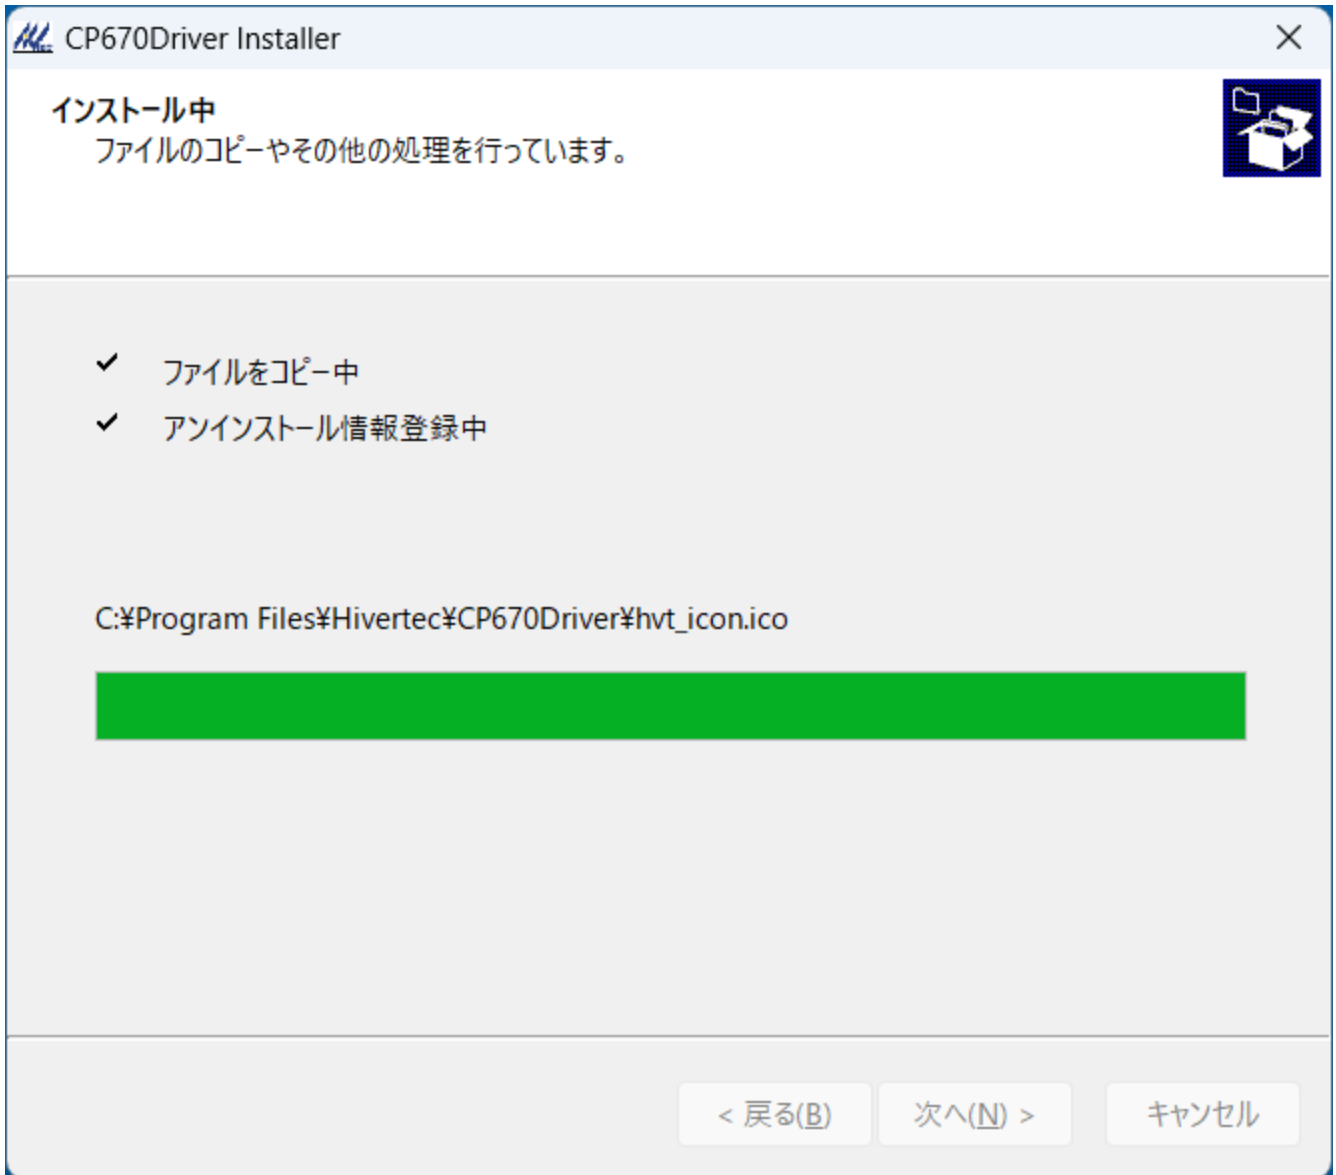 CP670Driver Installer
インストール中
ファイルのコピーやその他の処理を行っています。
ファイルをコピー中
アンインストール情報登録中
C:¥Program Files¥Hivertec¥CP670Driver¥hvt_icon.ico
< 戻る(B)
次へ(N) >
キャンセル